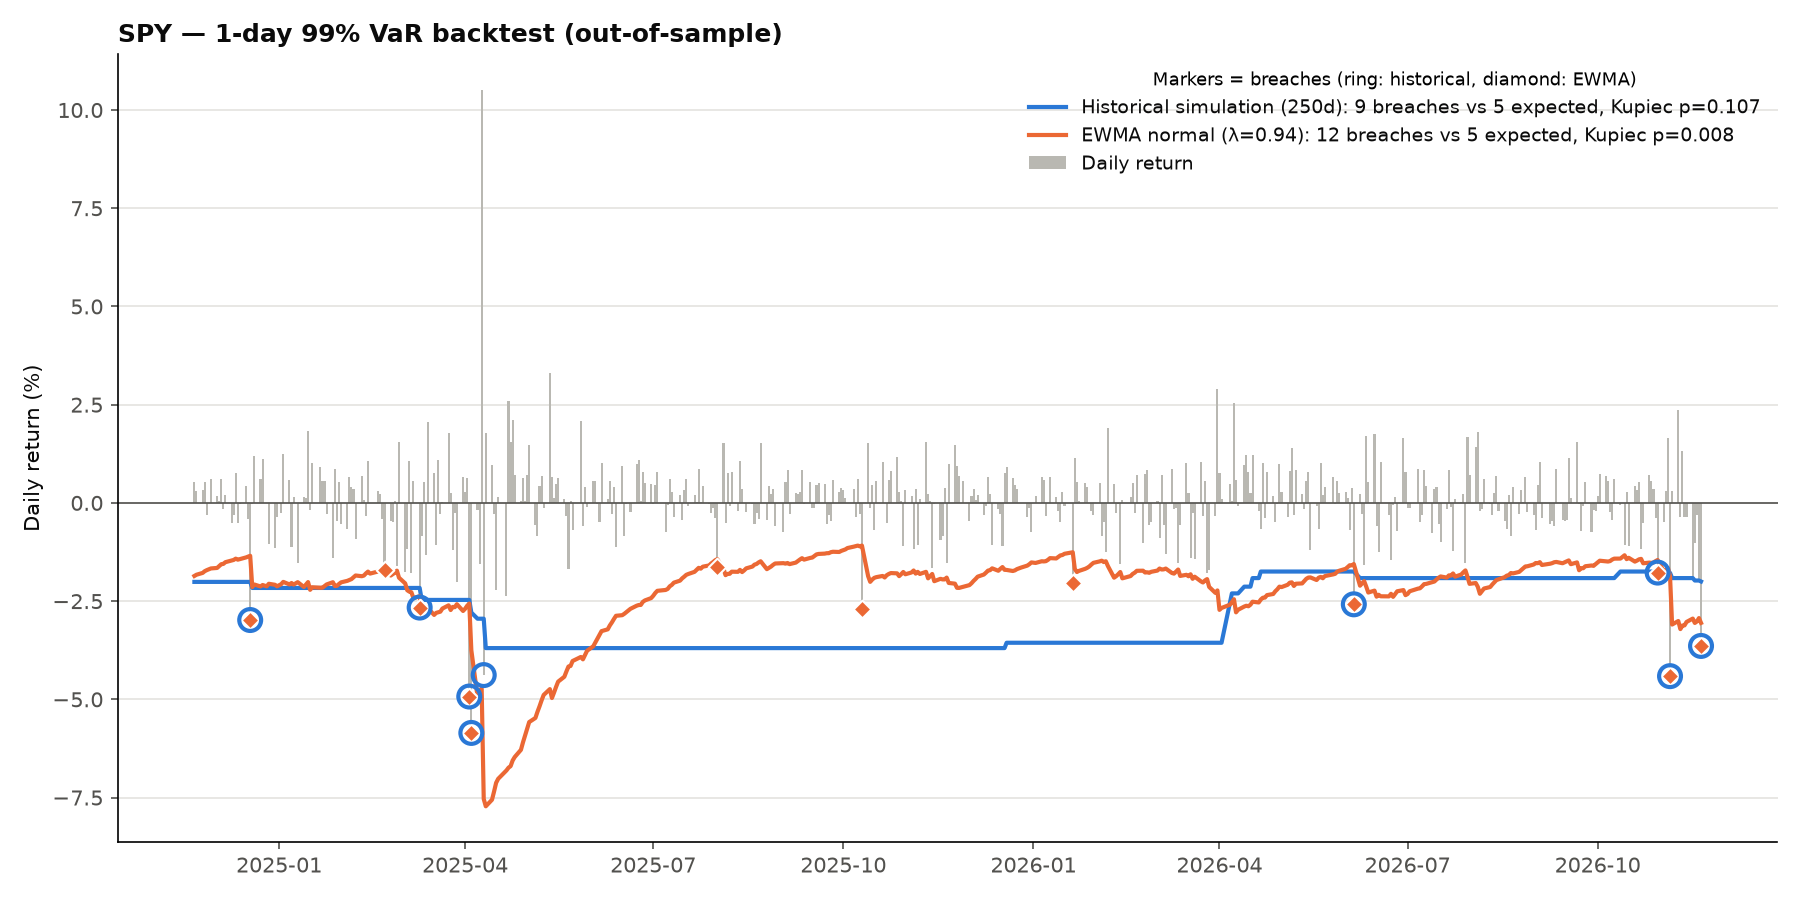 SPY — 1-day 99% VaR backtest (out-of-sample)
Markers = breaches (ring: historical, diamond: EWMA)
Historical simulation (250d): 9 breaches vs 5 expected, Kupiec p=0.107
EWMA normal (λ=0.94): 12 breaches vs 5 expected, Kupiec p=0.008
Daily return
Daily return (%)
10.0
7.5
5.0
2.5
0.0
−2.5
−5.0
−7.5
2025-01
2025-04
2025-07
2025-10
2026-01
2026-04
2026-07
2026-10